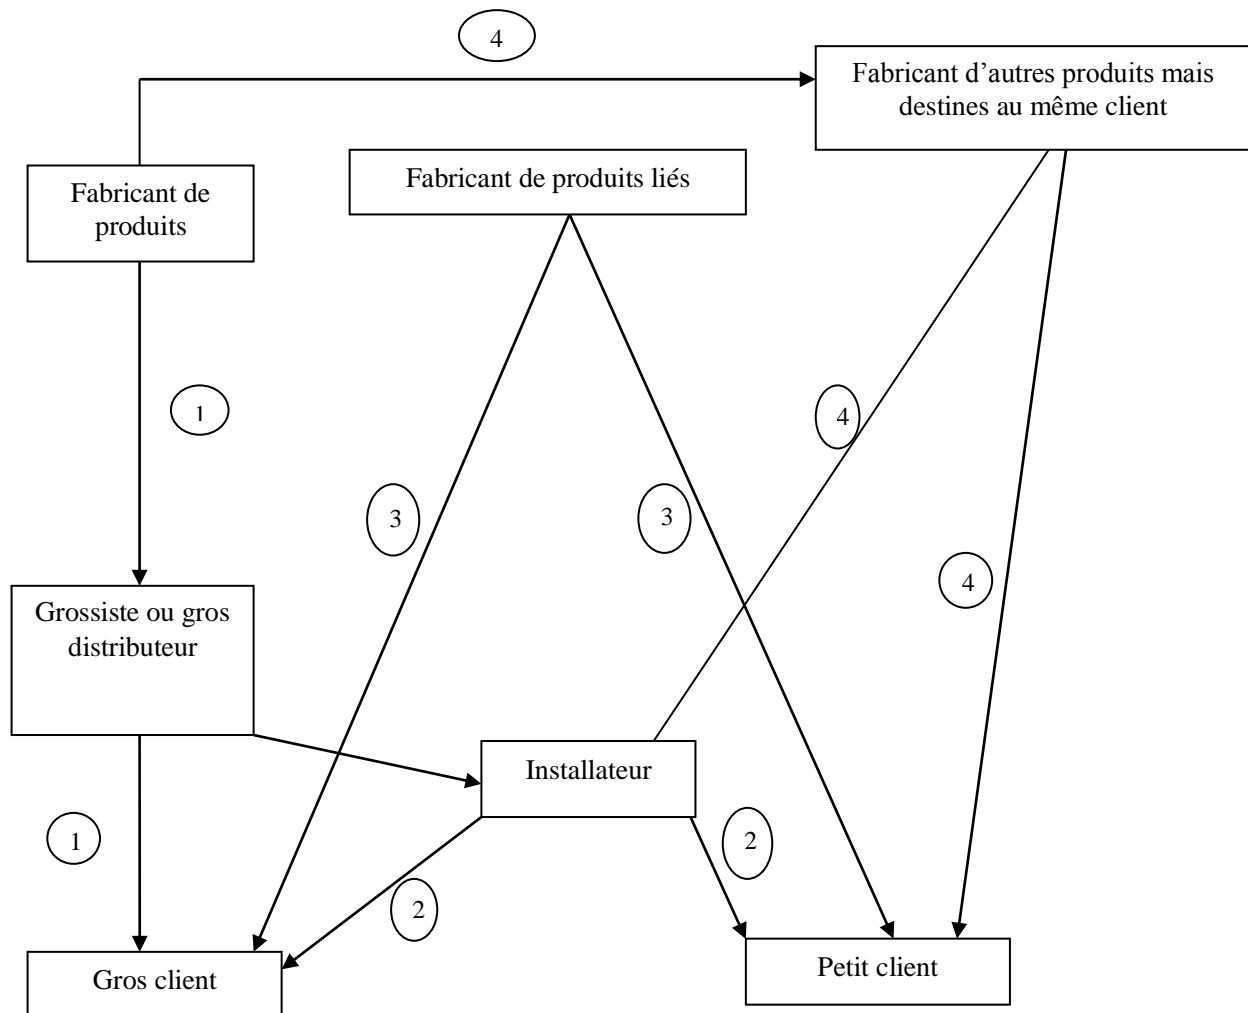 4
Fabricant d’autres produits mais
destines au même client
Fabricant de produits liés
Fabricant de
produits
1
4
3
3
4
Grossiste ou gros
distributeur
Installateur
1
2
2
Gros client
Petit client